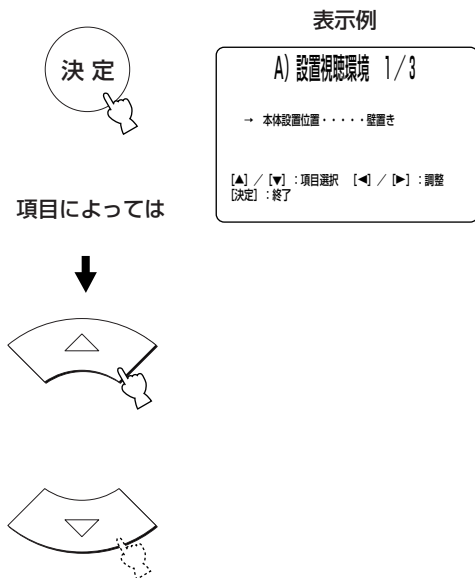 表示例
決 定
A) 設置視聴環境 1／3
→ 本体設置位置・・・・・壁置き
[▲] ／ [▼] ：項目選択 [◀] ／ [▶] ：調整
[決定] ：終了
項目によっては